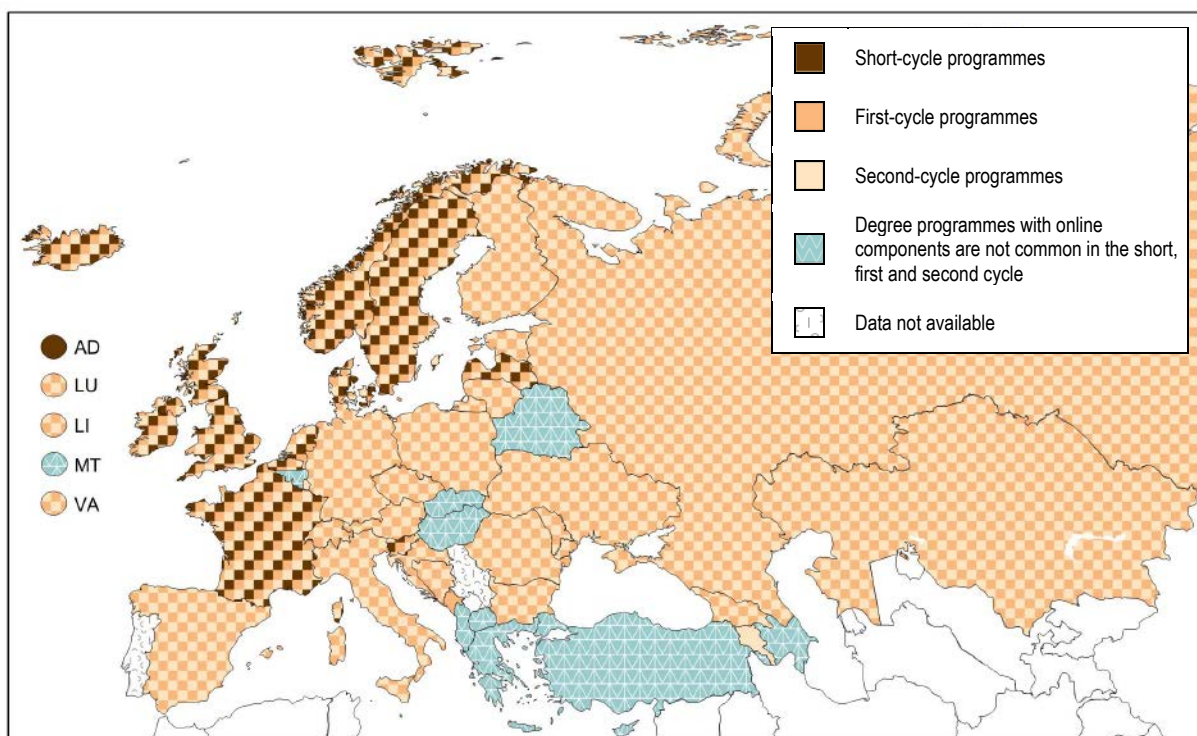 Short-cycle programmes
First-cycle programmes
Second-cycle programmes
Degree programmes with online
components are not common in the short,
first and second cycle
Data not available
AD
LU
LI
MT
VA